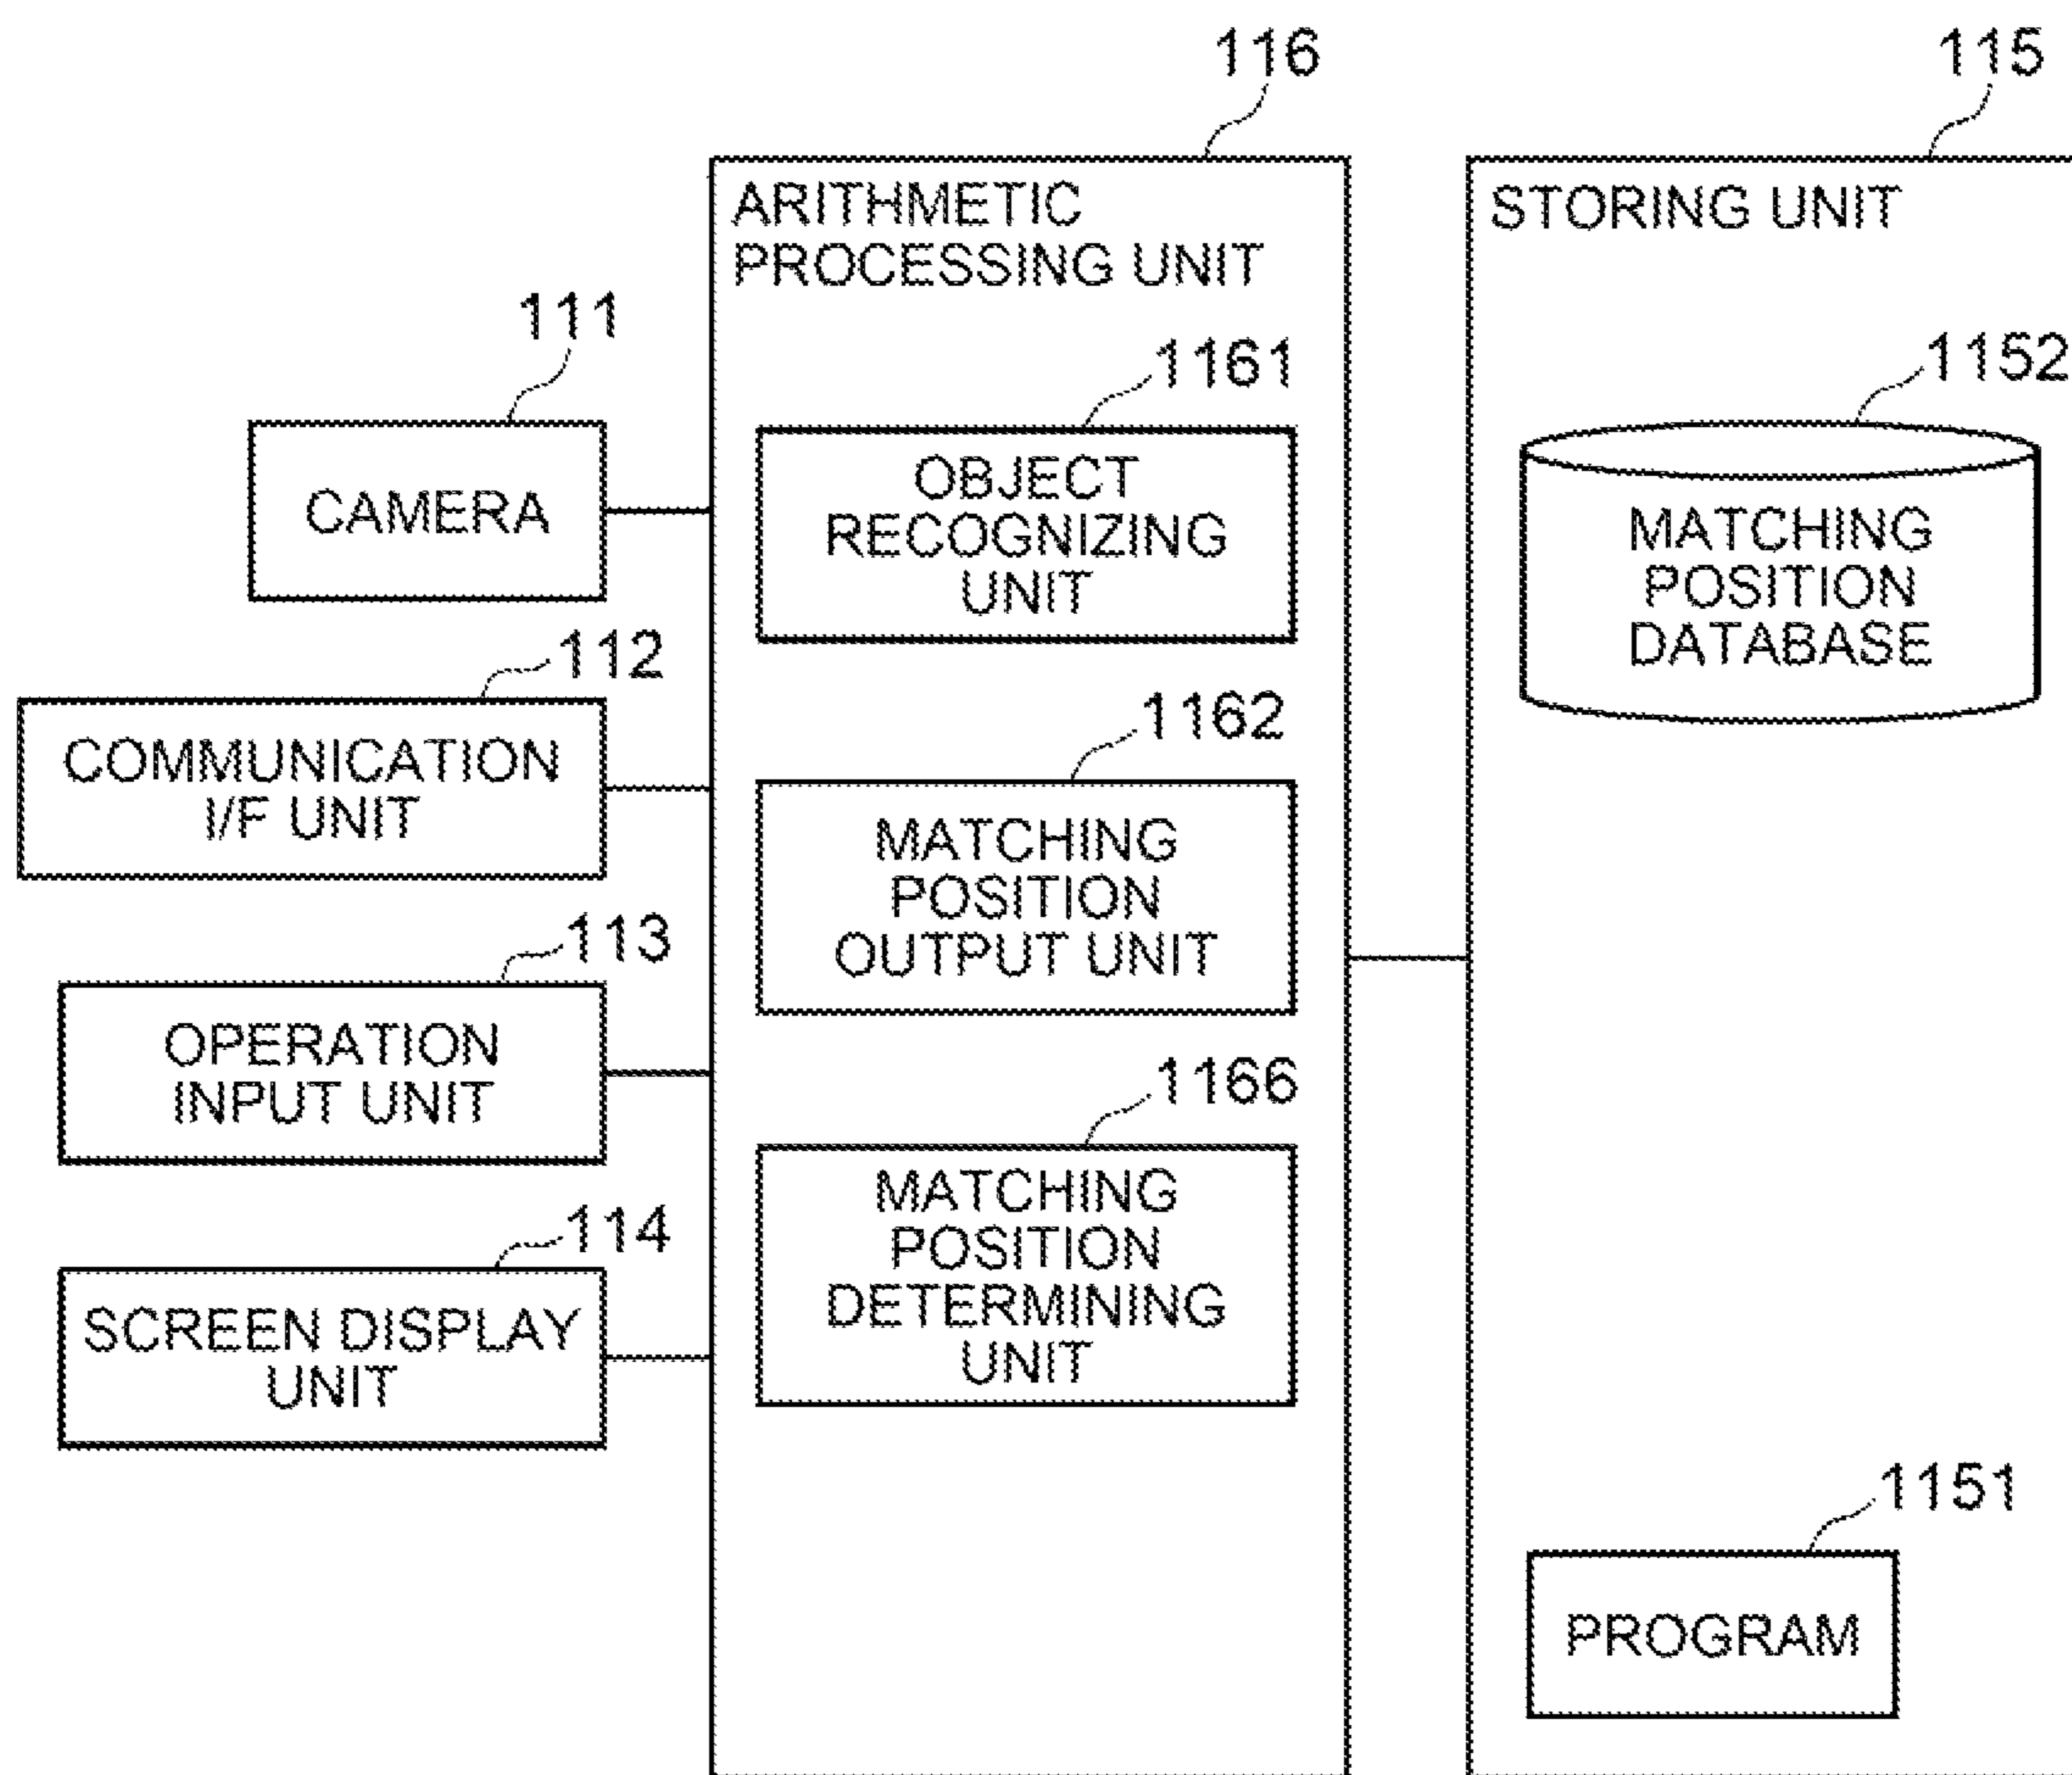 116
115
ARITHMETIC
PROCESSING UNIT
STORING UNIT
111
1161
1152
CAMERA
OBJECT
RECOGNIZING
UNIT
MATCHING
POSITION
DATABASE
112
1162
COMMUNICATION
I/F UNIT
MATCHING
POSITION
OUTPUT UNIT
113
1166
OPERATION
INPUT UNIT
MATCHING
POSITION
DETERMINING
UNIT
114
SCREEN DISPLAY
UNIT
1151
PROGRAM